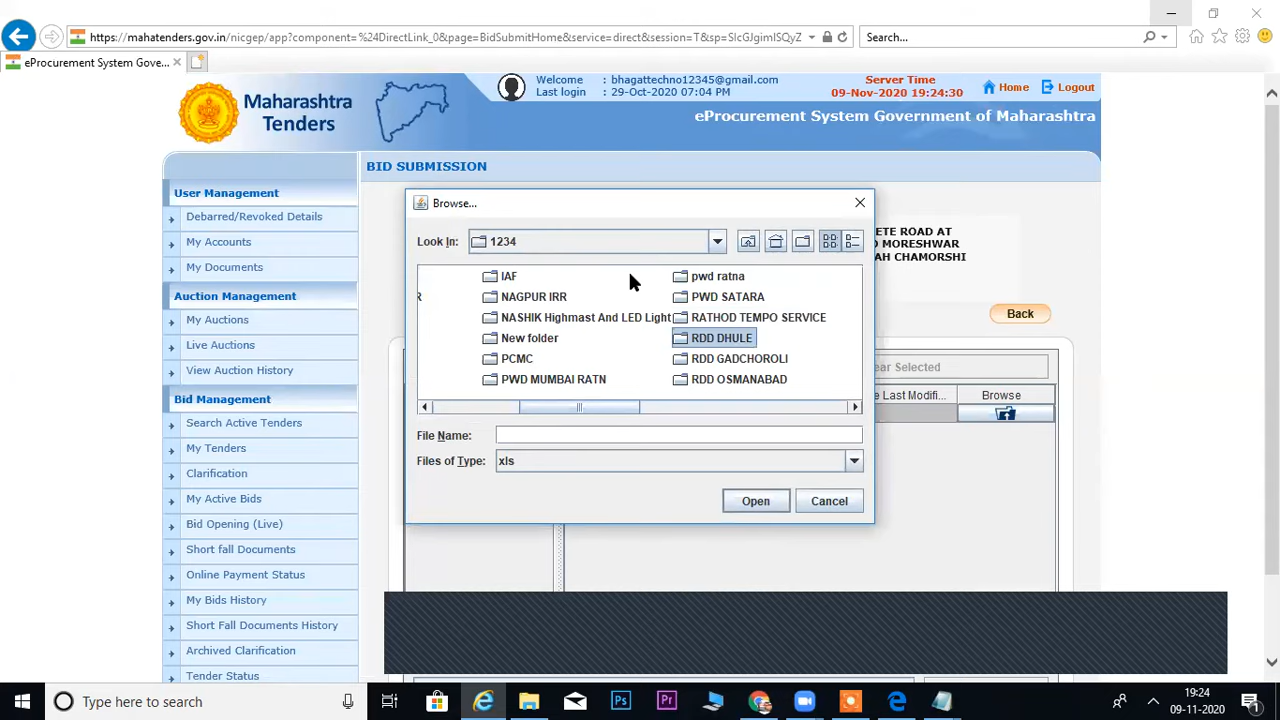 https://mahatenders.gov.in/nicgep/app?component=%24DirectLink_0&page=BidSubmitHome&service=direct&session=T&sp=SIcGJgimISQyZ
Search...
eProcurement System Gove...
Maharashtra
Tenders
Welcome : bhagattechno12345@gmail.com
Last login : 29-Oct-2020 07:04 PM
Server Time
09-Nov-2020 19:24:30
Home
Logout
eProcurement System Government of Maharashtra
BID SUBMISSION
User Management
Debarred/Revoked Details
My Accounts
My Documents
Auction Management
My Auctions
Live Auctions
View Auction History
Bid Management
Search Active Tenders
My Tenders
Clarification
My Active Bids
Bid Opening (Live)
Short fall Documents
Online Payment Status
My Bids History
Short Fall Documents History
Archived Clarification
Tender Status
ETE ROAD AT
MORESHWAR
AH CHAMORSHI
Back
ear Selected
e Last Modifi...
Browse
Browse...
Look In:
1234
IAF
NAGPUR IRR
NASHIK Highmast And LED Light
New folder
PCMC
PWD MUMBAI RATN
pwd ratna
PWD SATARA
RATHOD TEMPO SERVICE
RDD DHULE
RDD GADCHOROLI
RDD OSMANABAD
File Name:
Files of Type:
xls
Open
Cancel
Type here to search
19:24
09-11-2020